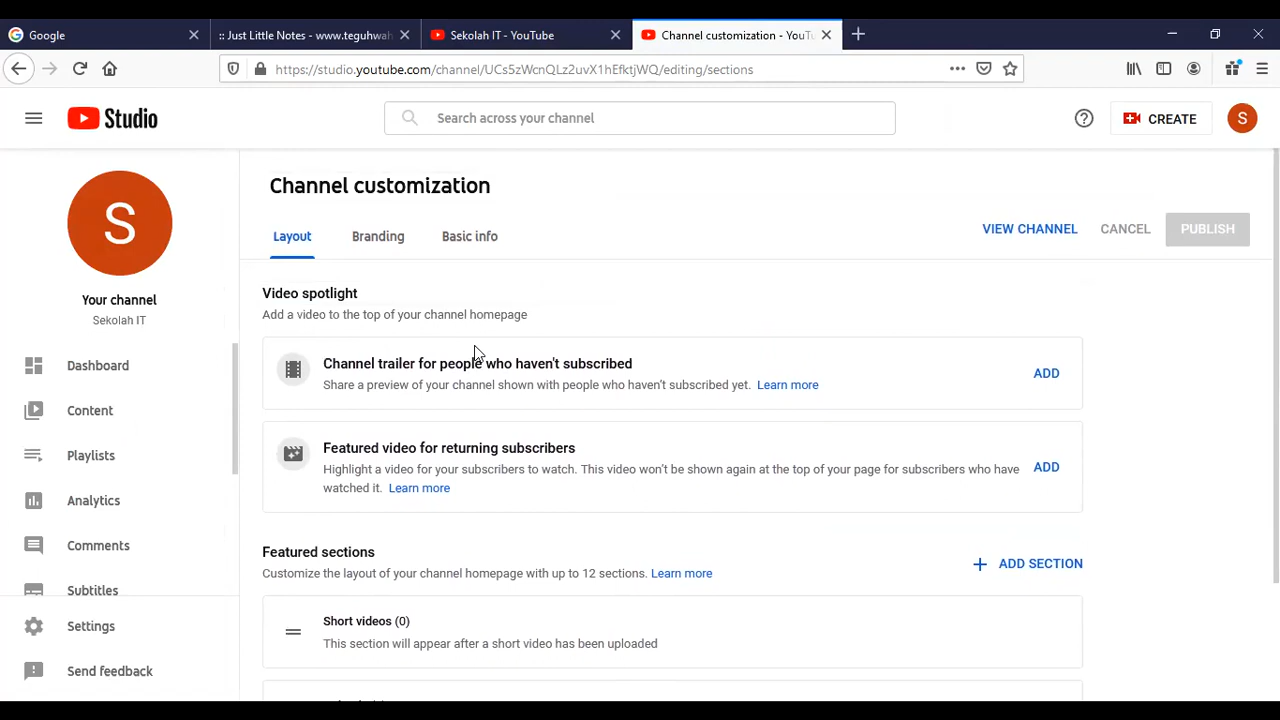 Google
:: Just Little Notes - www.teguhwah
Sekolah IT - YouTube
Channel customization - YouTu
https://studio.youtube.com/channel/UCs5zWcnQLz2uvX1hEfktjWQ/editing/sections
Studio
Search across your channel
CREATE
S
S
Your channel
Sekolah IT
Dashboard
Content
Playlists
Analytics
Comments
Subtitles
Settings
Send feedback
Channel customization
Layout
Branding
Basic info
VIEW CHANNEL
CANCEL
PUBLISH
Video spotlight
Add a video to the top of your channel homepage
Channel trailer for people who haven't subscribed
Share a preview of your channel shown with people who haven't subscribed yet. Learn more
ADD
Featured video for returning subscribers
Highlight a video for your subscribers to watch. This video won't be shown again at the top of your page for subscribers who have
watched it. Learn more
ADD
Featured sections
Customize the layout of your channel homepage with up to 12 sections. Learn more
ADD SECTION
Short videos (0)
This section will appear after a short video has been uploaded